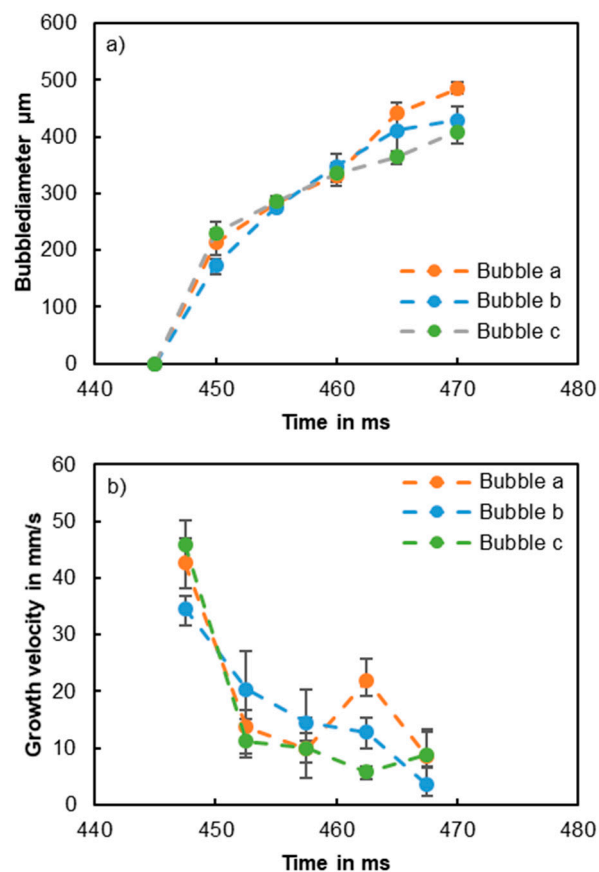 a)
600
500
400
300
200
100
0
Bubblediameter µm
Bubble a
Bubble b
Bubble c
440 450 460 470 480
Time in ms
b)
60
50
40
30
20
10
0
Growth velocity in mm/s
Bubble a
Bubble b
Bubble c
440 450 460 470 480
Time in ms